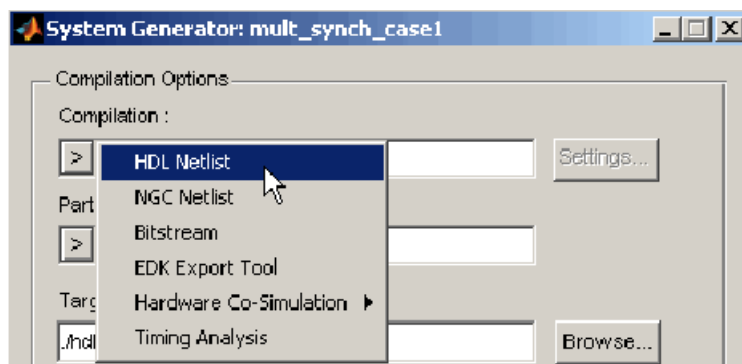 System Generator: mult_synch_case1
Compilation Options
Compilation :
>
HDL Netlist
Settings...
NGC Netlist
Part
Bitstream
>
EDK Export Tool
Hardware Co-Simulation
Targ
Timing Analysis
./hdl
Browse...